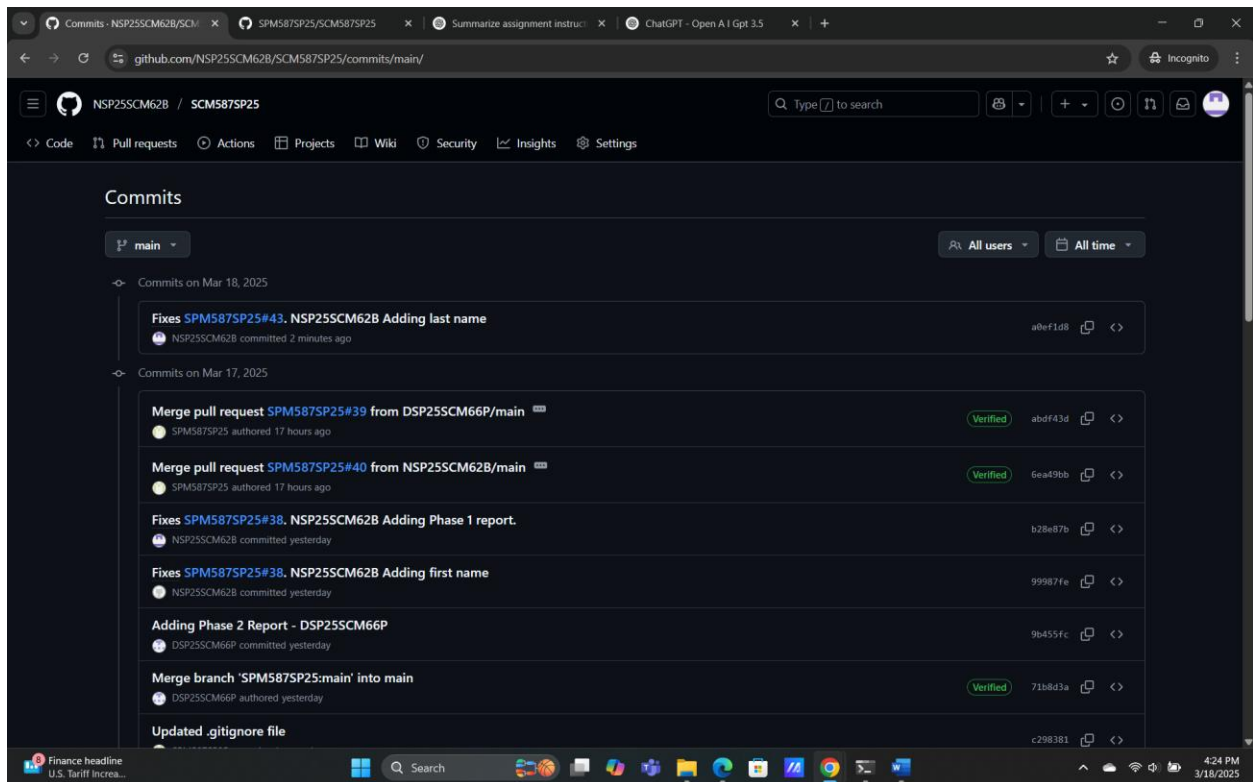 Commits · NSP25SCM62B/SCM
SPM587SP25/SCM587SP25
Summarize assignment instruct
ChatGPT - Open A I Gpt 3.5
github.com/NSP25SCM62B/SCM587SP25/commits/main/
Incognito
NSP25SCM62B / SCM587SP25
Type / to search
Code
Pull requests
Actions
Projects
Wiki
Security
Insights
Settings
Commits
main
All users
All time
Commits on Mar 18, 2025
Fixes SPM587SP25#43. NSP25SCM62B Adding last name
NSP25SCM62B committed 2 minutes ago
a0ef1d8
Commits on Mar 17, 2025
Merge pull request SPM587SP25#39 from DSP25SCM66P/main
SPM587SP25 authored 17 hours ago
Verified
abdf43d
Merge pull request SPM587SP25#40 from NSP25SCM62B/main
SPM587SP25 authored 17 hours ago
Verified
6ea49bb
Fixes SPM587SP25#38. NSP25SCM62B Adding Phase 1 report.
NSP25SCM62B committed yesterday
b28e87b
Fixes SPM587SP25#38. NSP25SCM62B Adding first name
NSP25SCM62B committed yesterday
99987fe
Adding Phase 2 Report - DSP25SCM66P
DSP25SCM66P committed yesterday
9b455fc
Merge branch 'SPM587SP25:main' into main
DSP25SCM66P authored yesterday
Verified
71b8d3a
Updated .gitignore file
c298381
8
Finance headline
U.S. Tariff Increa...
Search
4:24 PM
3/18/2025